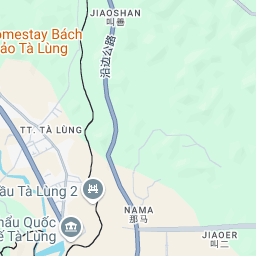 JIAOSHAN
叫善
omestay Bách
ảo Tà Lùng
沿边公路
TT. TÀ LÙNG
ầu Tà Lùng 2
NAMA
那马
hẩu Quốc
ế Tà Lùng
JIAOER
叫二